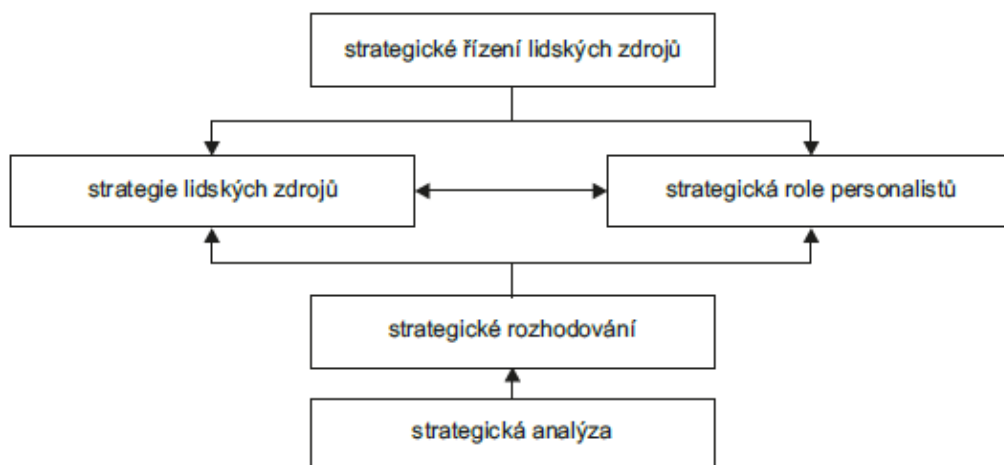 strategické řízení lidských zdrojů
strategie lidských zdrojů
strategická role personalistů
strategické rozhodování
strategická analýza